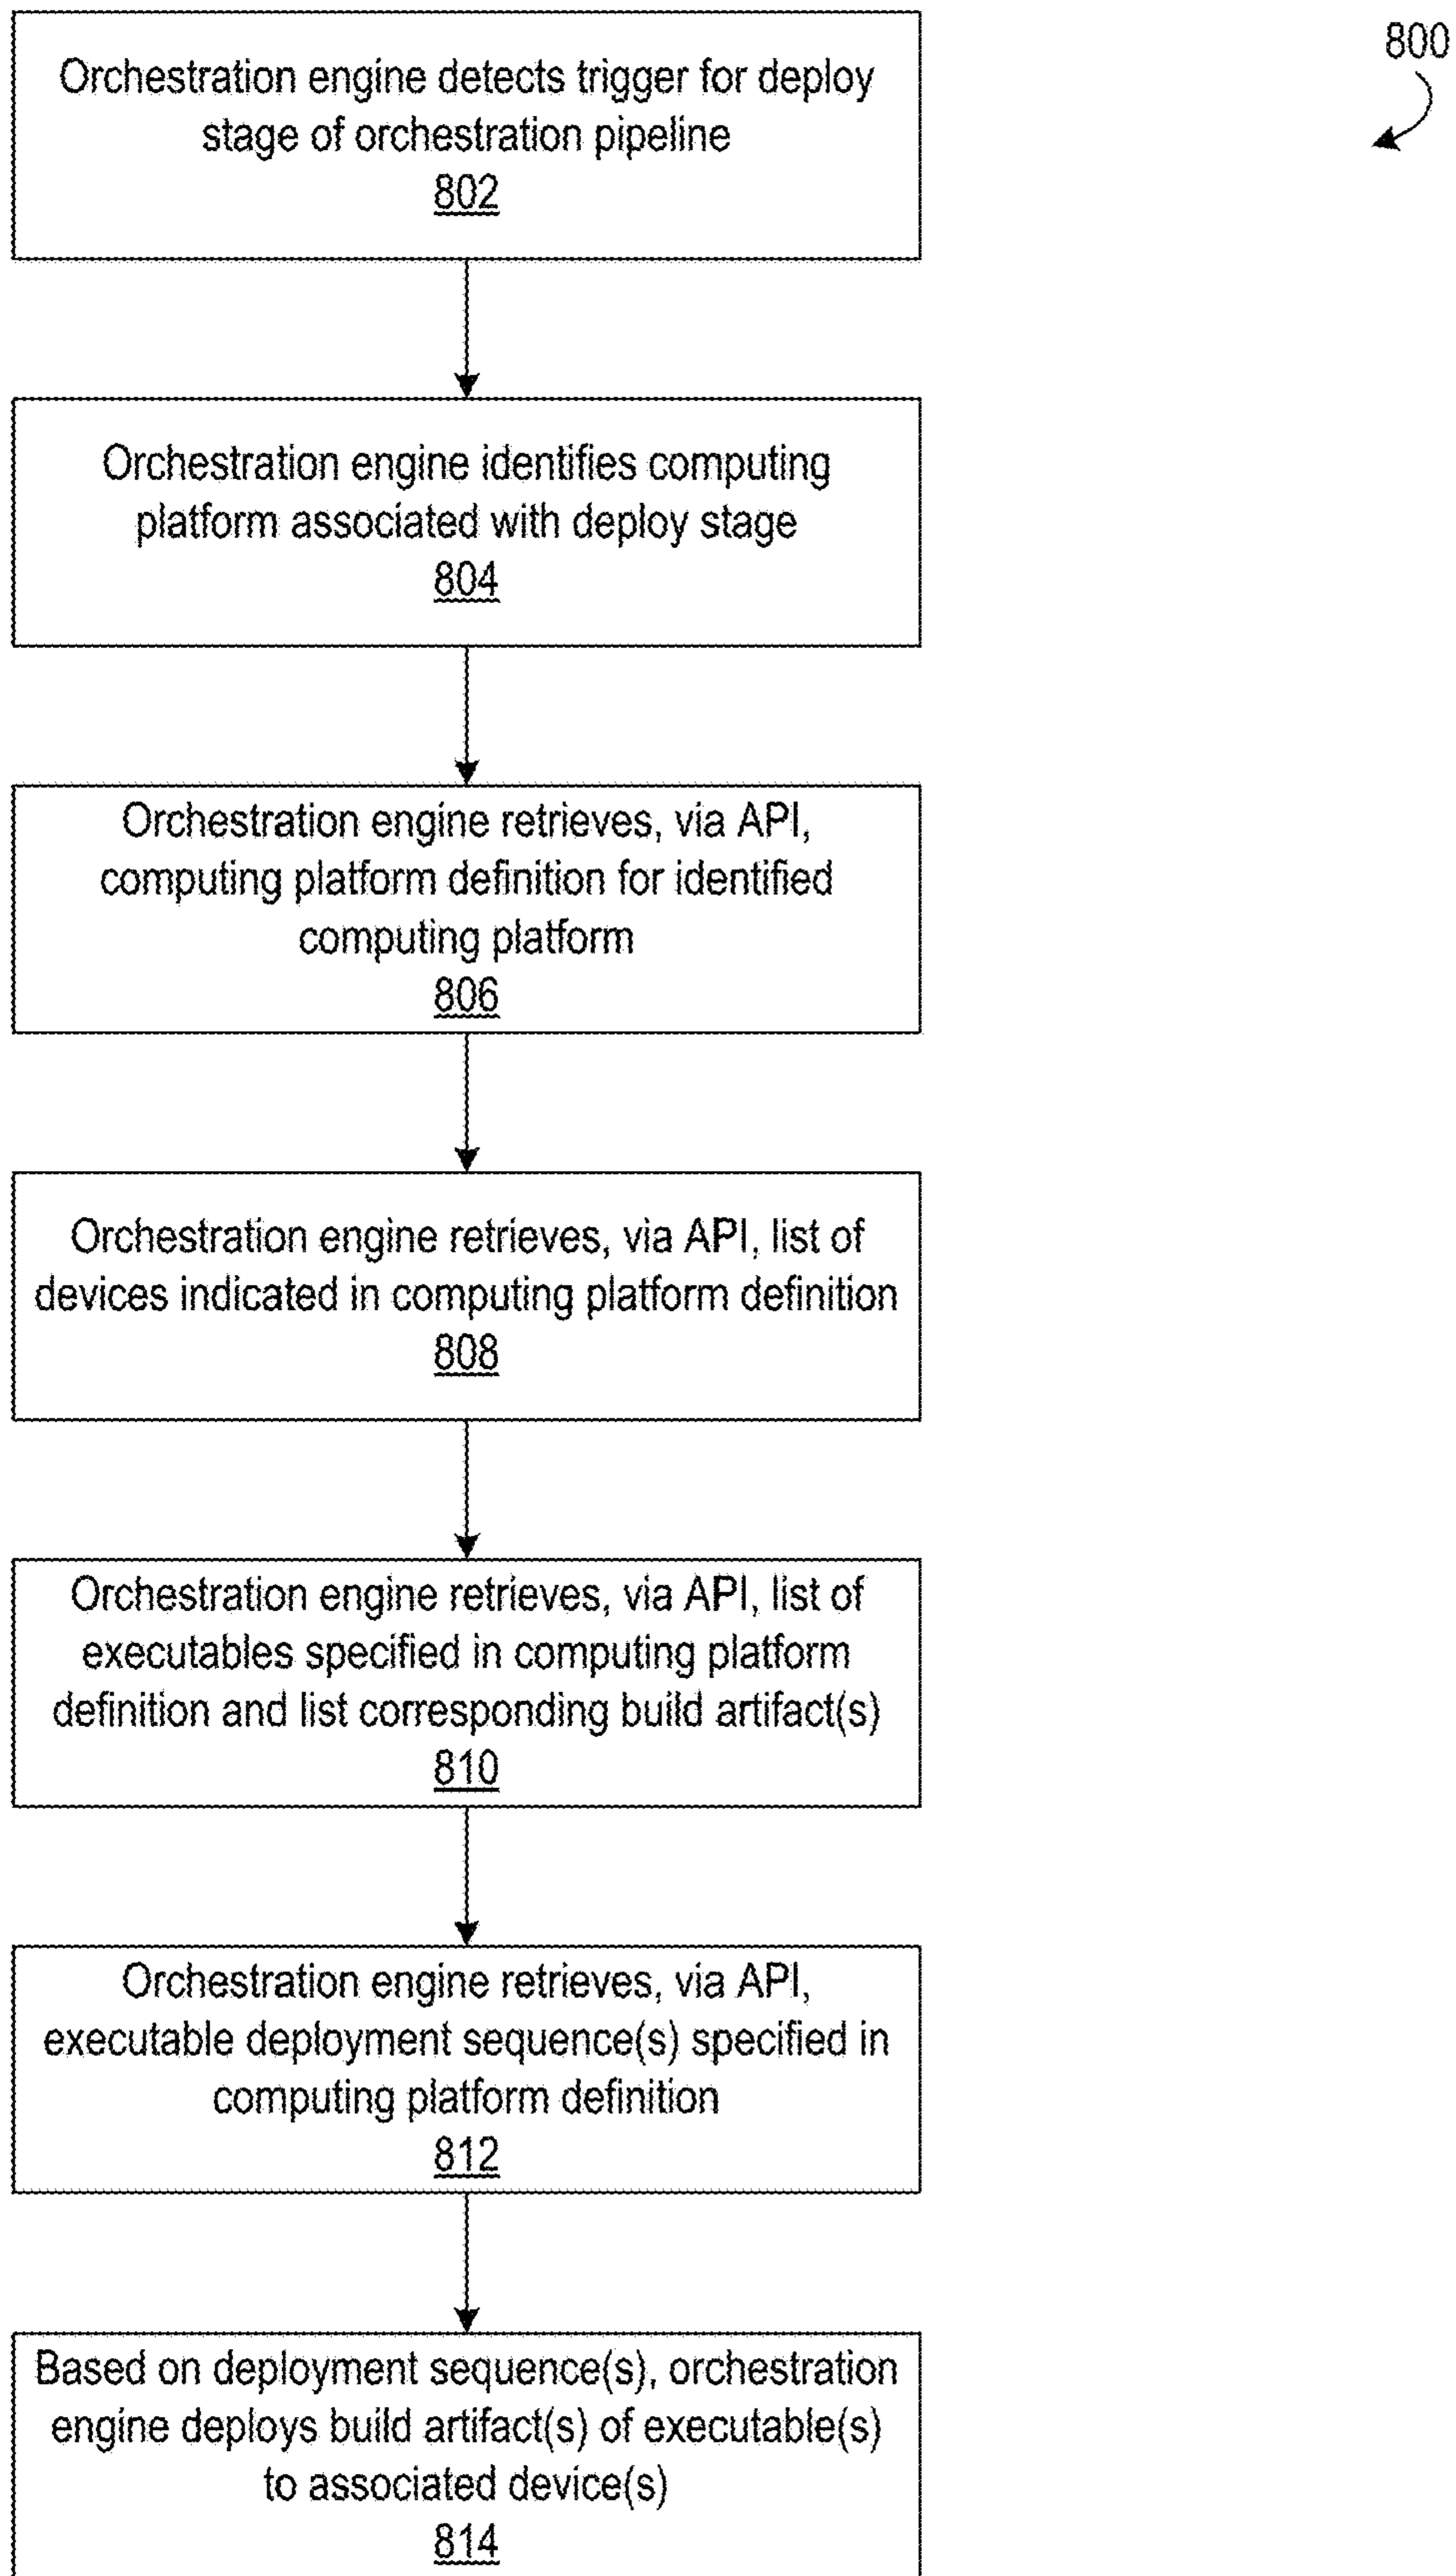 800
Orchestration engine detects trigger for deploy
stage of orchestration pipeline
802
Orchestration engine identifies computing
platform associated with deploy stage
804
Orchestration engine retrieves, via API,
computing platform definition for identified
computing platform
806
Orchestration engine retrieves, via API, list of
devices indicated in computing platform definition
808
Orchestration engine retrieves, via API, list of
executables specified in computing platform
definition and list corresponding build artifact(s)
810
Orchestration engine retrieves, via API,
executable deployment sequence(s) specified in
computing platform definition
812
Based on deployment sequence(s), orchestration
engine deploys build artifact(s) of executable(s)
to associated device(s)
814